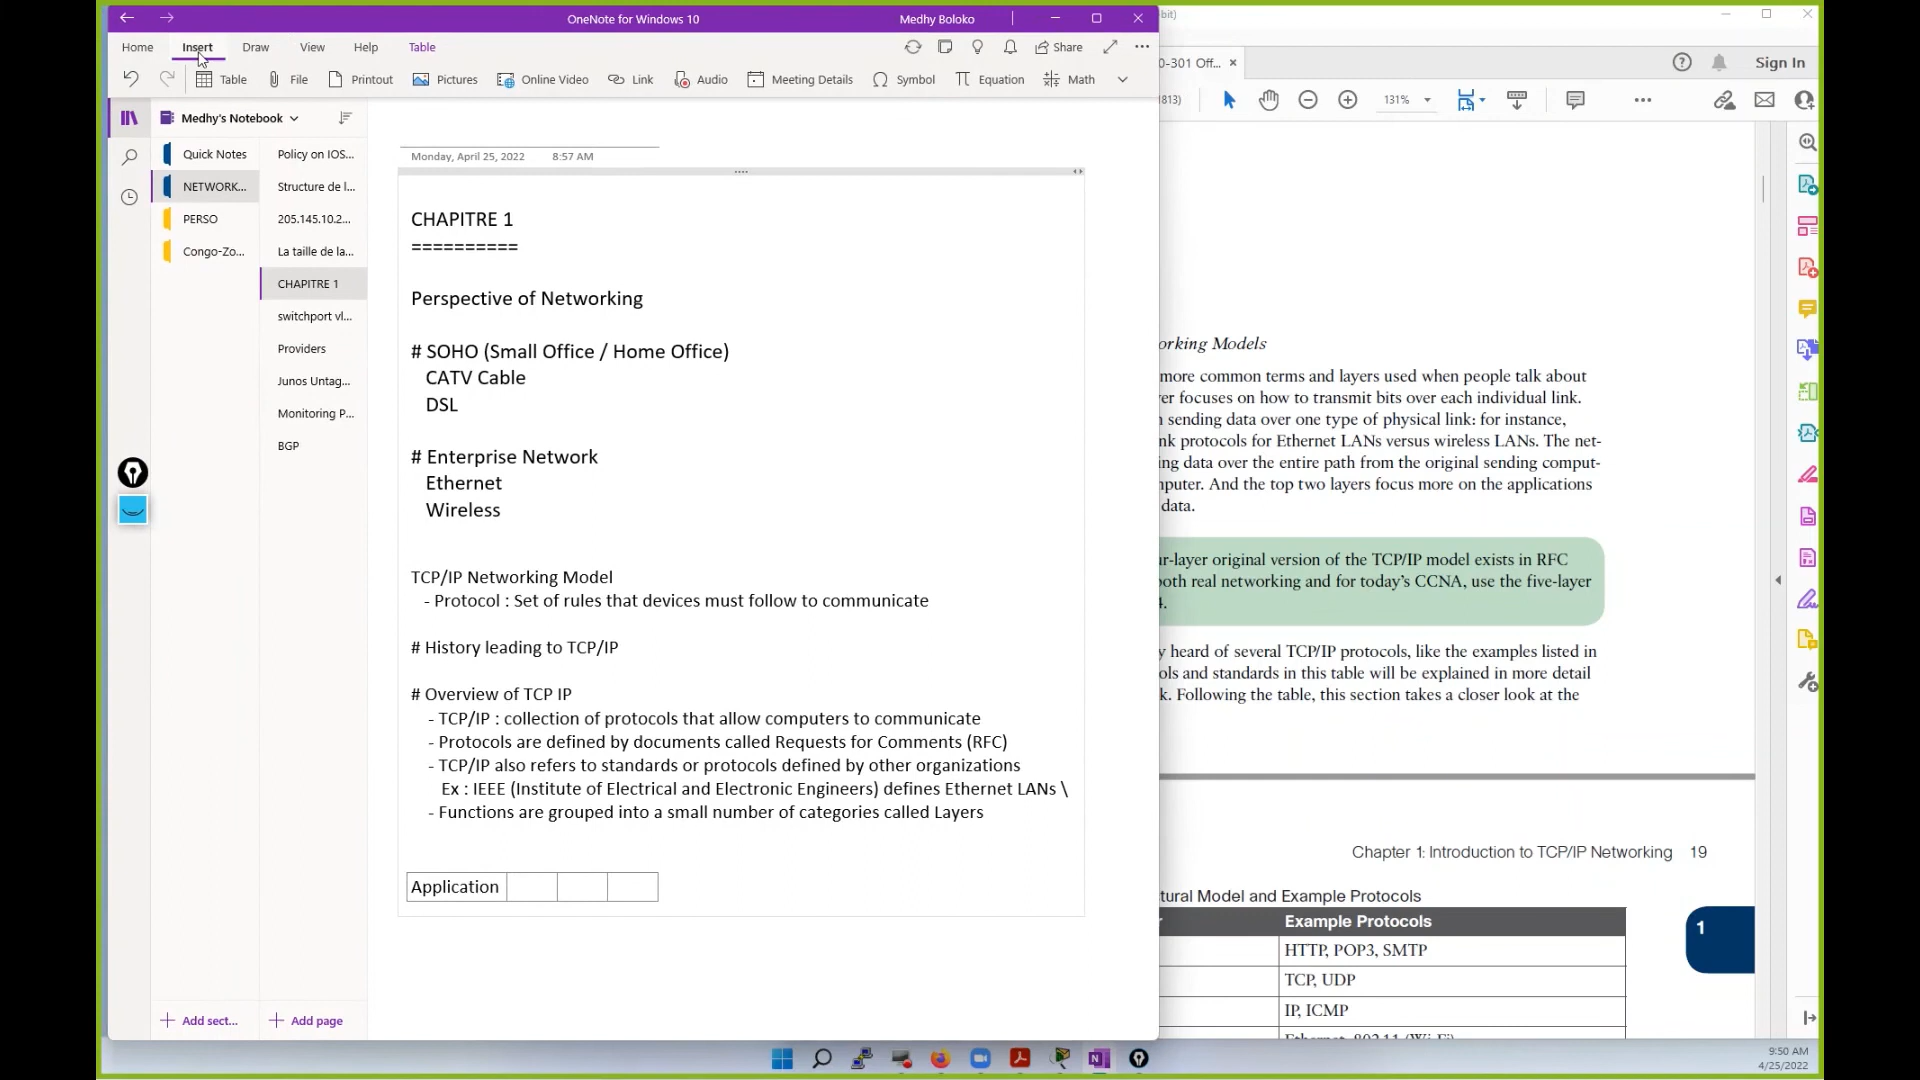 OneNote for Windows 10
Medhy Boloko
Home
Insert
Draw
View
Help
Table
Share
Table
File
Printout
Pictures
Online Video
Link
Audio
Meeting Details
Symbol
Equation
Math
Medhy's Notebook
Quick Notes
NETWORK...
PERSO
Congo-Zo...
Policy on IOS...
Structure de l...
205.145.10.2...
La taille de la...
CHAPITRE 1
switchport vl...
Providers
Junos Untag...
Monitoring P...
BGP
Add sect...
Add page
Monday, April 25, 2022 8:57 AM
CHAPITRE 1
==========
Perspective of Networking
# SOHO (Small Office / Home Office)
CATV Cable
DSL
# Enterprise Network
Ethernet
Wireless
TCP/IP Networking Model
- Protocol : Set of rules that devices must follow to communicate
# History leading to TCP/IP
# Overview of TCP IP
- TCP/IP : collection of protocols that allow computers to communicate
- Protocols are defined by documents called Requests for Comments (RFC)
- TCP/IP also refers to standards or protocols defined by other organizations
Ex : IEEE (Institute of Electrical and Electronic Engineers) defines Ethernet LANs \
- Functions are grouped into a small number of categories called Layers
Application
bit)
0-301 Off...
Sign In
1813)
131%
orking Models
more common terms and layers used when people talk about
er focuses on how to transmit bits over each individual link.
sending data over one type of physical link: for instance,
nk protocols for Ethernet LANs versus wireless LANs. The net-
ing data over the entire path from the original sending comput-
nputer. And the top two layers focus more on the applications
data.
ur-layer original version of the TCP/IP model exists in RFC
both real networking and for today's CCNA, use the five-layer
4.
y heard of several TCP/IP protocols, like the examples listed in
ols and standards in this table will be explained in more detail
k. Following the table, this section takes a closer look at the
Chapter 1: Introduction to TCP/IP Networking 19
tural Model and Example Protocols
Example Protocols
HTTP, POP3, SMTP
TCP, UDP
IP, ICMP
Ethernet, 802.11 (Wi-Fi)
1
9:50 AM
4/25/2022